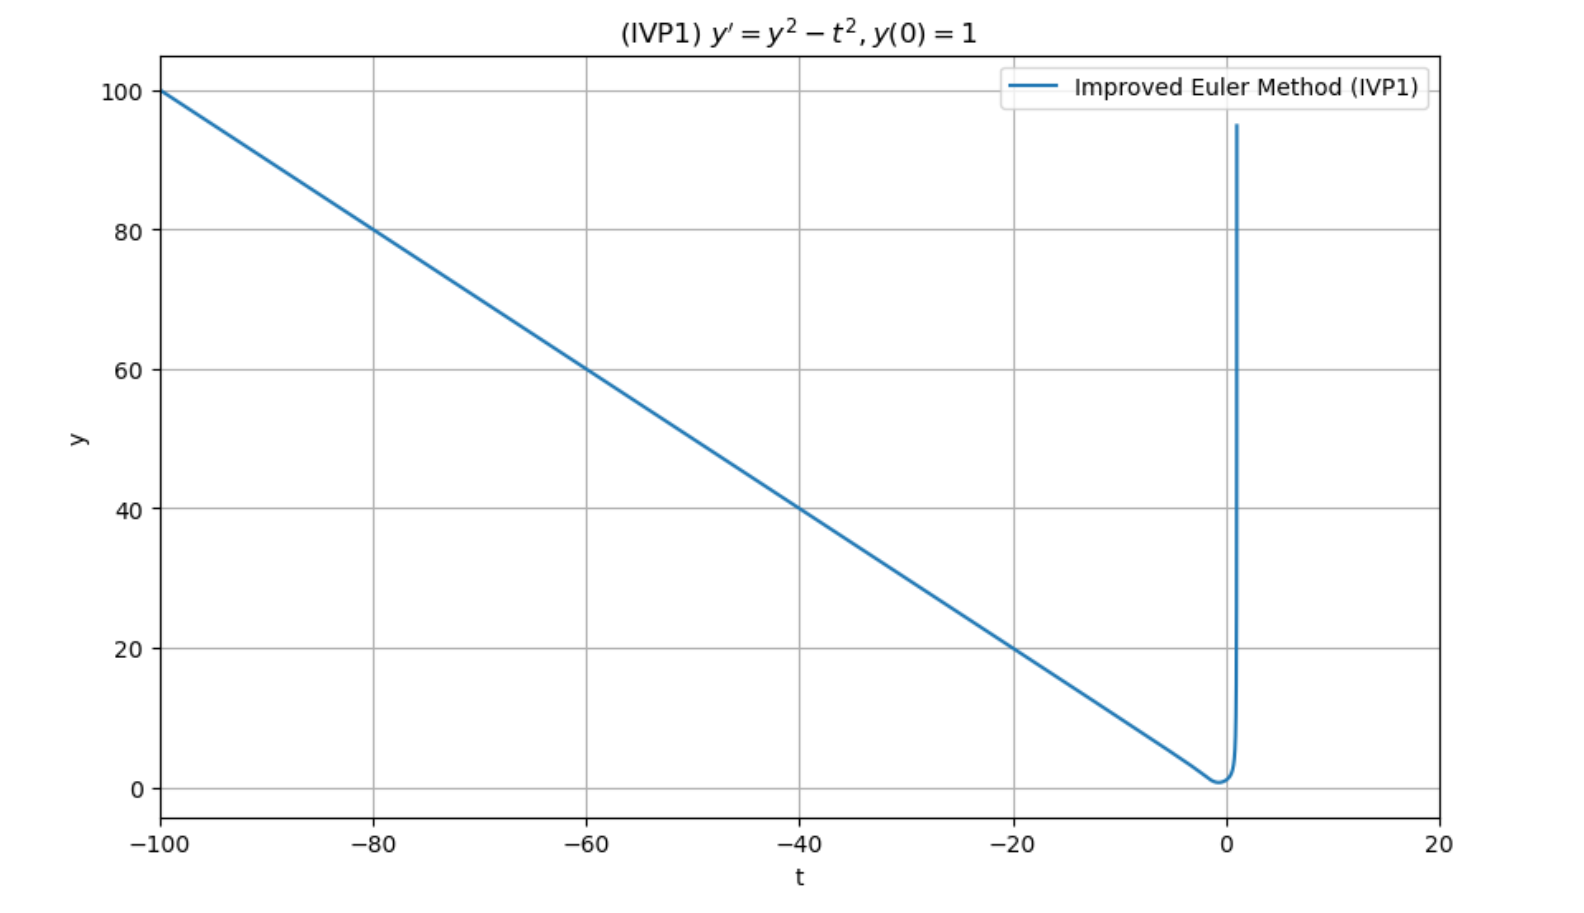 (IVP1) y′ = y² − t², y(0) = 1
Improved Euler Method (IVP1)
100
80
60
40
20
0
y
−100 −80 −60 −40 −20 0 20
t